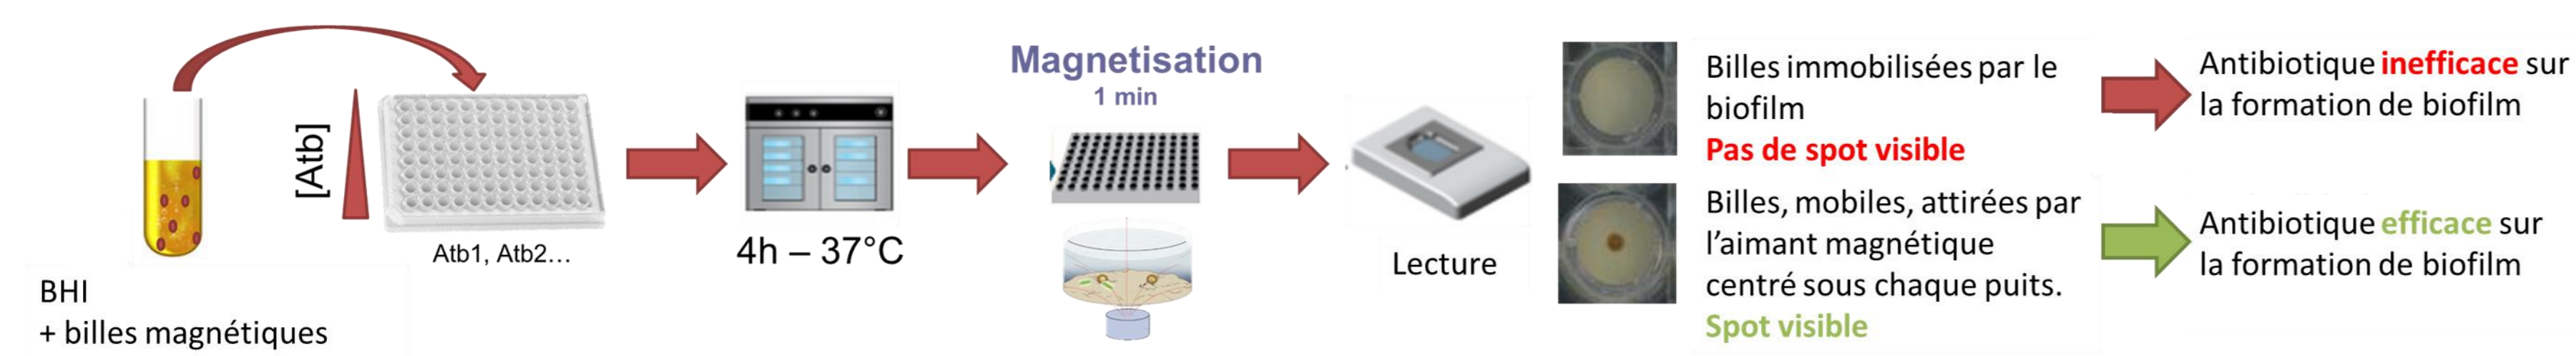 BHI
+ billes magnétiques
[Atb]
Atb1, Atb2...
4h – 37°C
Magnetisation
1 min
Lecture
Billes immobilisées par le
biofilm
Pas de spot visible
Billes, mobiles, attirées par
l’aimant magnétique
centré sous chaque puits.
Spot visible
Antibiotique inefficace sur
la formation de biofilm
Antibiotique efficace sur
la formation de biofilm